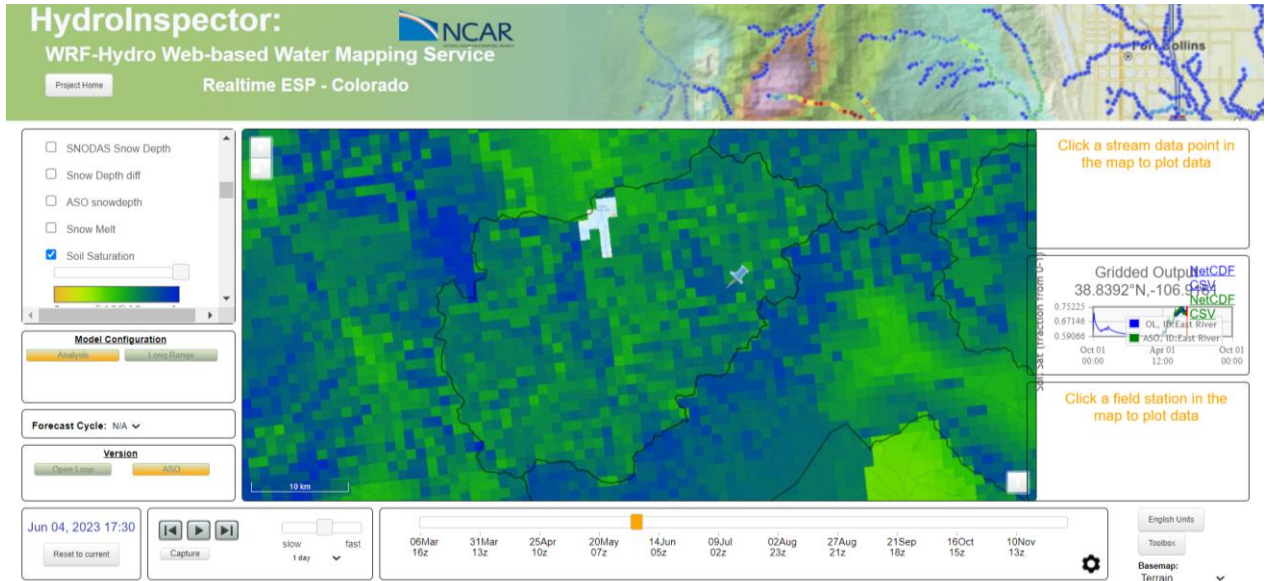 HydroInspector:
NCAR
WRF-Hydro Web-based Water Mapping Service
Project Home
Realtime ESP - Colorado
Fort Collins
SNODAS Snow Depth
Snow Depth diff
ASO snowdepth
Snow Melt
Soil Saturation
Model Configuration
Analysis
Long Range
Forecast Cycle: N/A
Version
Open Loop
ASO
10 km
Click a stream data point in
the map to plot data
Gridded Output
NetCDF
CSV
38.8392°N,-106.9
NetCDF
CSV
Soil Sat (fraction from 0-1)
0.75225
0.67146
0.59066
OL, ID:East River
ASO, ID:East River
Oct 01
00:00
Apr 01
12:00
Oct 01
00:00
Click a field station in the
map to plot data
Jun 04, 2023 17:30
Reset to current
Capture
slow
fast
1 day
06Mar
16z
31Mar
13z
25Apr
10z
20May
07z
14Jun
05z
09Jul
02z
02Aug
23z
27Aug
21z
21Sep
18z
16Oct
15z
10Nov
13z
English Units
Toolbox
Basemap:
Terrain